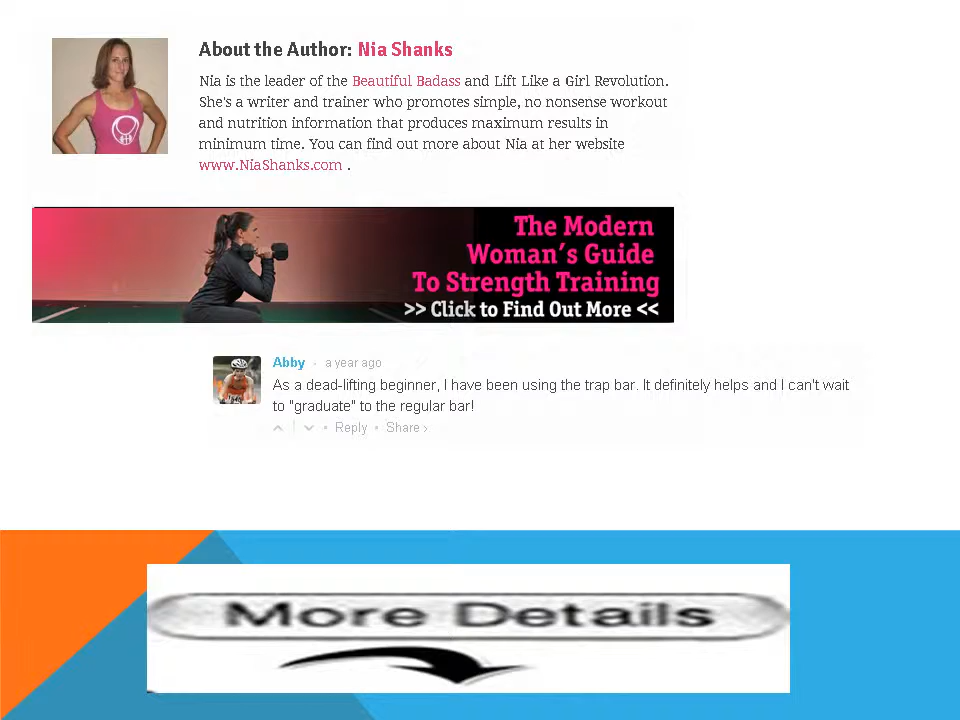 About the Author: Nia Shanks
Nia is the leader of the Beautiful Badass and Lift Like a Girl Revolution.
She's a writer and trainer who promotes simple, no nonsense workout
and nutrition information that produces maximum results in
minimum time. You can find out more about Nia at her website
www.NiaShanks.com .
The Modern
Woman's Guide
To Strength Training
>> Click to Find Out More <<
Abby · a year ago
As a dead-lifting beginner, I have been using the trap bar. It definitely helps and I can't wait
to "graduate" to the regular bar!
• Reply • Share ›
More Details